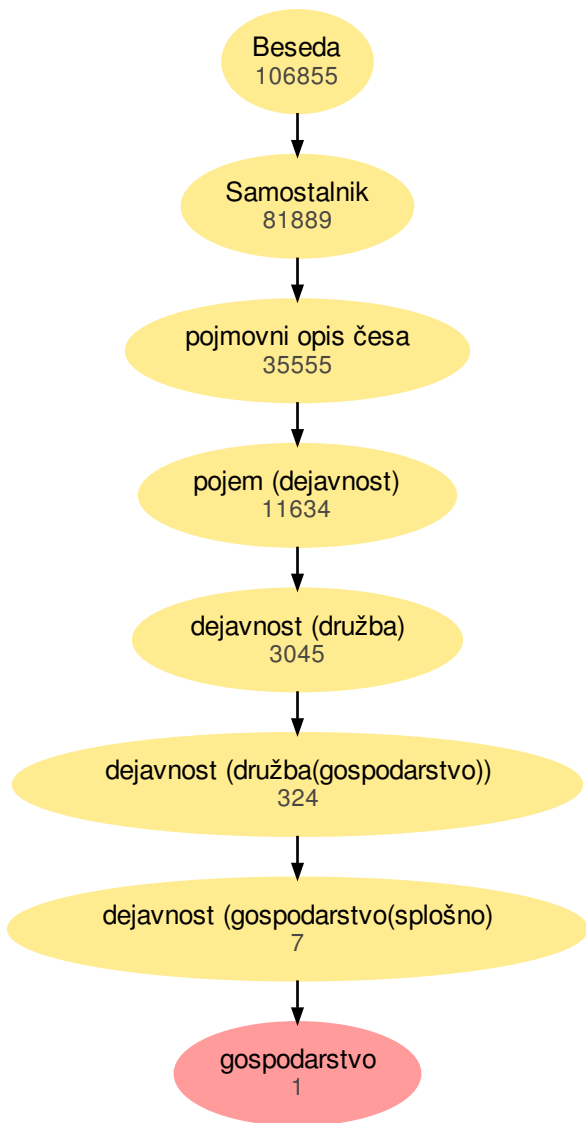 Beseda
106855
Samostalnik
81889
pojmovni opis česa
35555
pojem (dejavnost)
11634
dejavnost (družba)
3045
dejavnost (družba(gospodarstvo))
324
dejavnost (gospodarstvo(splošno)
7
gospodarstvo
1